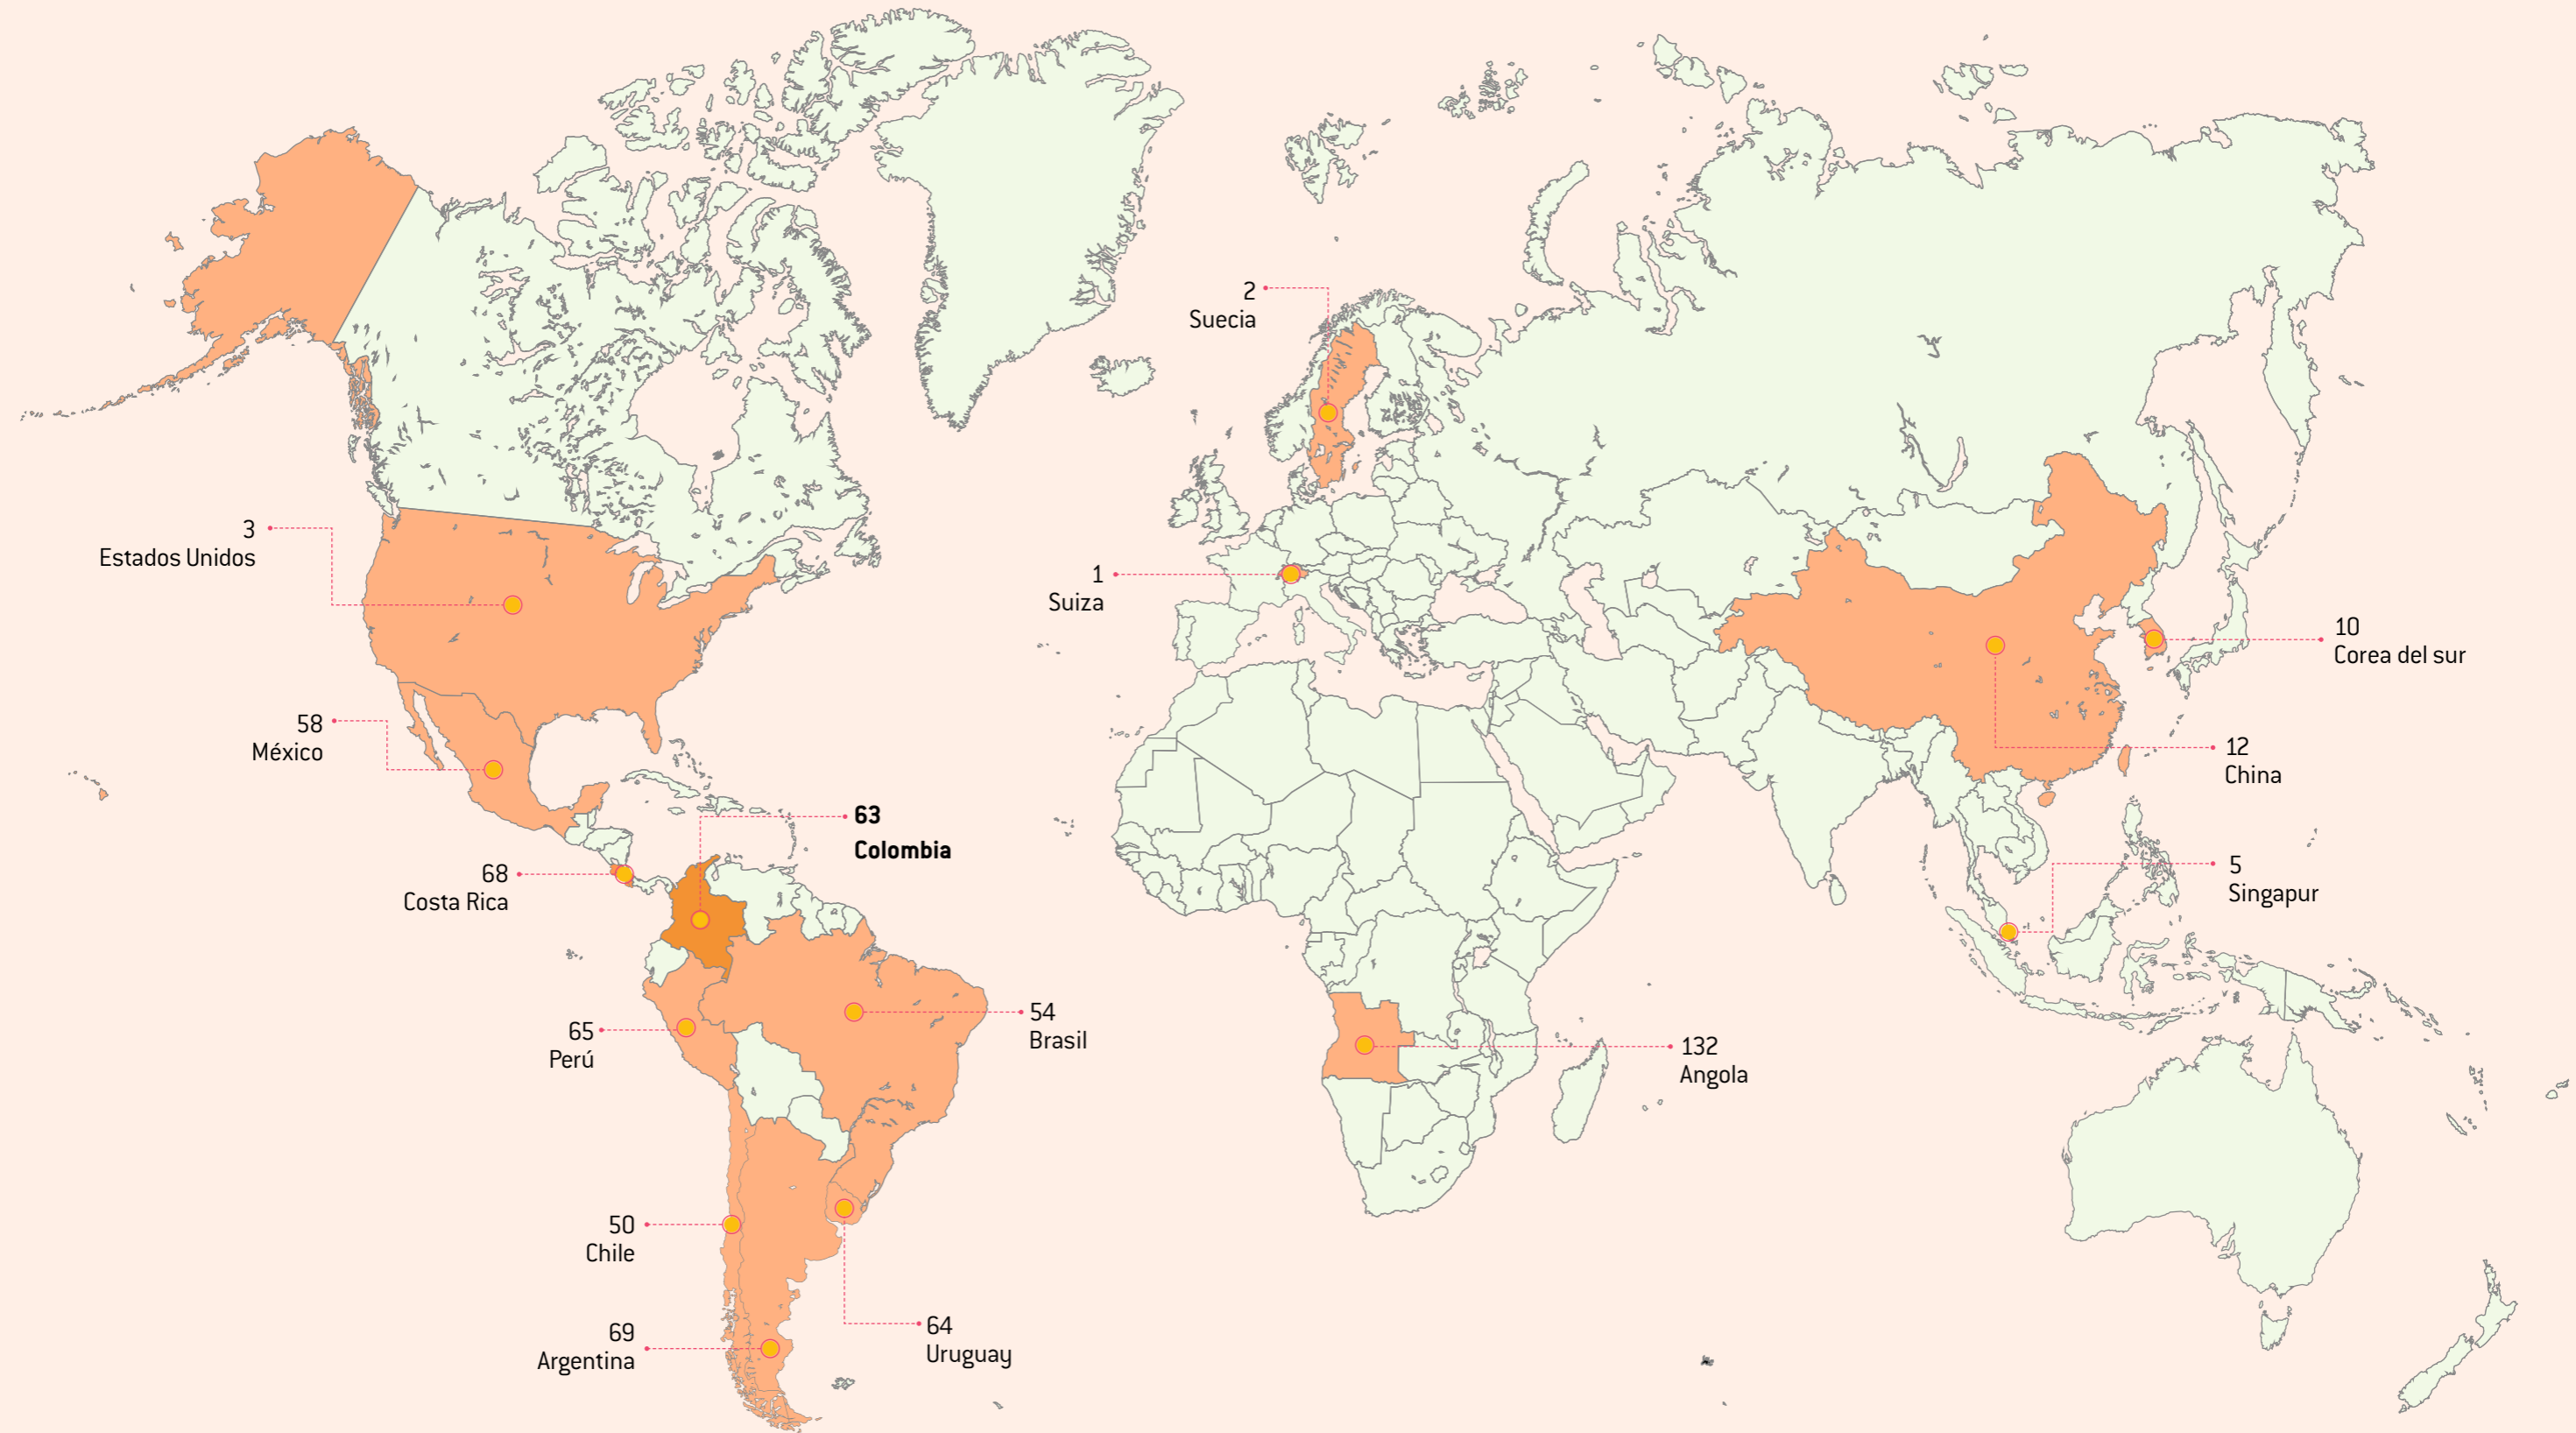 2
Suecia
3
Estados Unidos
1
Suiza
10
Corea del sur
58
México
12
China
63
Colombia
68
Costa Rica
5
Singapur
54
Brasil
65
Perú
132
Angola
50
Chile
69
Argentina
64
Uruguay